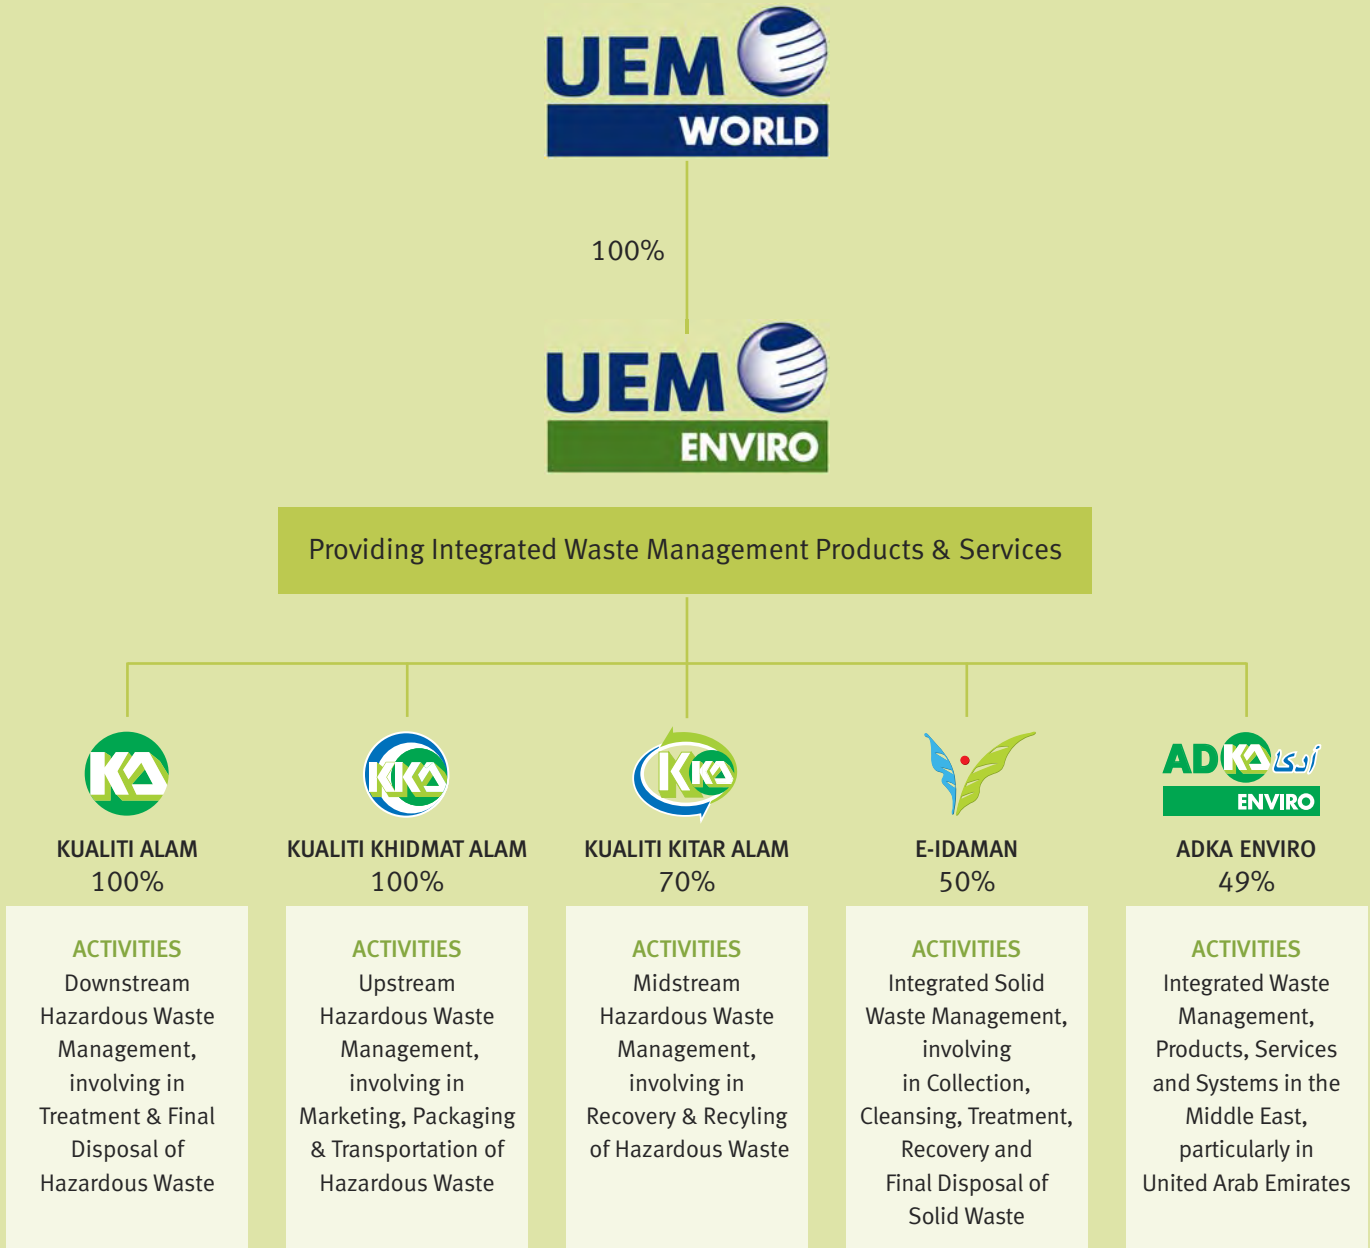 UEM
WORLD
100%
UEM
ENVIRO
Providing Integrated Waste Management Products & Services
KA
KUALITI ALAM
100%
ACTIVITIES
Downstream
Hazardous Waste
Management,
involving in
Treatment & Final
Disposal of
Hazardous Waste
KKA
KUALITI KHIDMAT ALAM
100%
ACTIVITIES
Upstream
Hazardous Waste
Management,
involving in
Marketing, Packaging
& Transportation of
Hazardous Waste
KKA
KUALITI KITAR ALAM
70%
ACTIVITIES
Midstream
Hazardous Waste
Management,
involving in
Recovery & Recyling
of Hazardous Waste
E-IDAMAN
50%
ACTIVITIES
Integrated Solid
Waste Management,
involving
in Collection,
Cleansing, Treatment,
Recovery and
Final Disposal of
Solid Waste
ADKA أدكا
ENVIRO
ADKA ENVIRO
49%
ACTIVITIES
Integrated Waste
Management,
Products, Services
and Systems in the
Middle East,
particularly in
United Arab Emirates